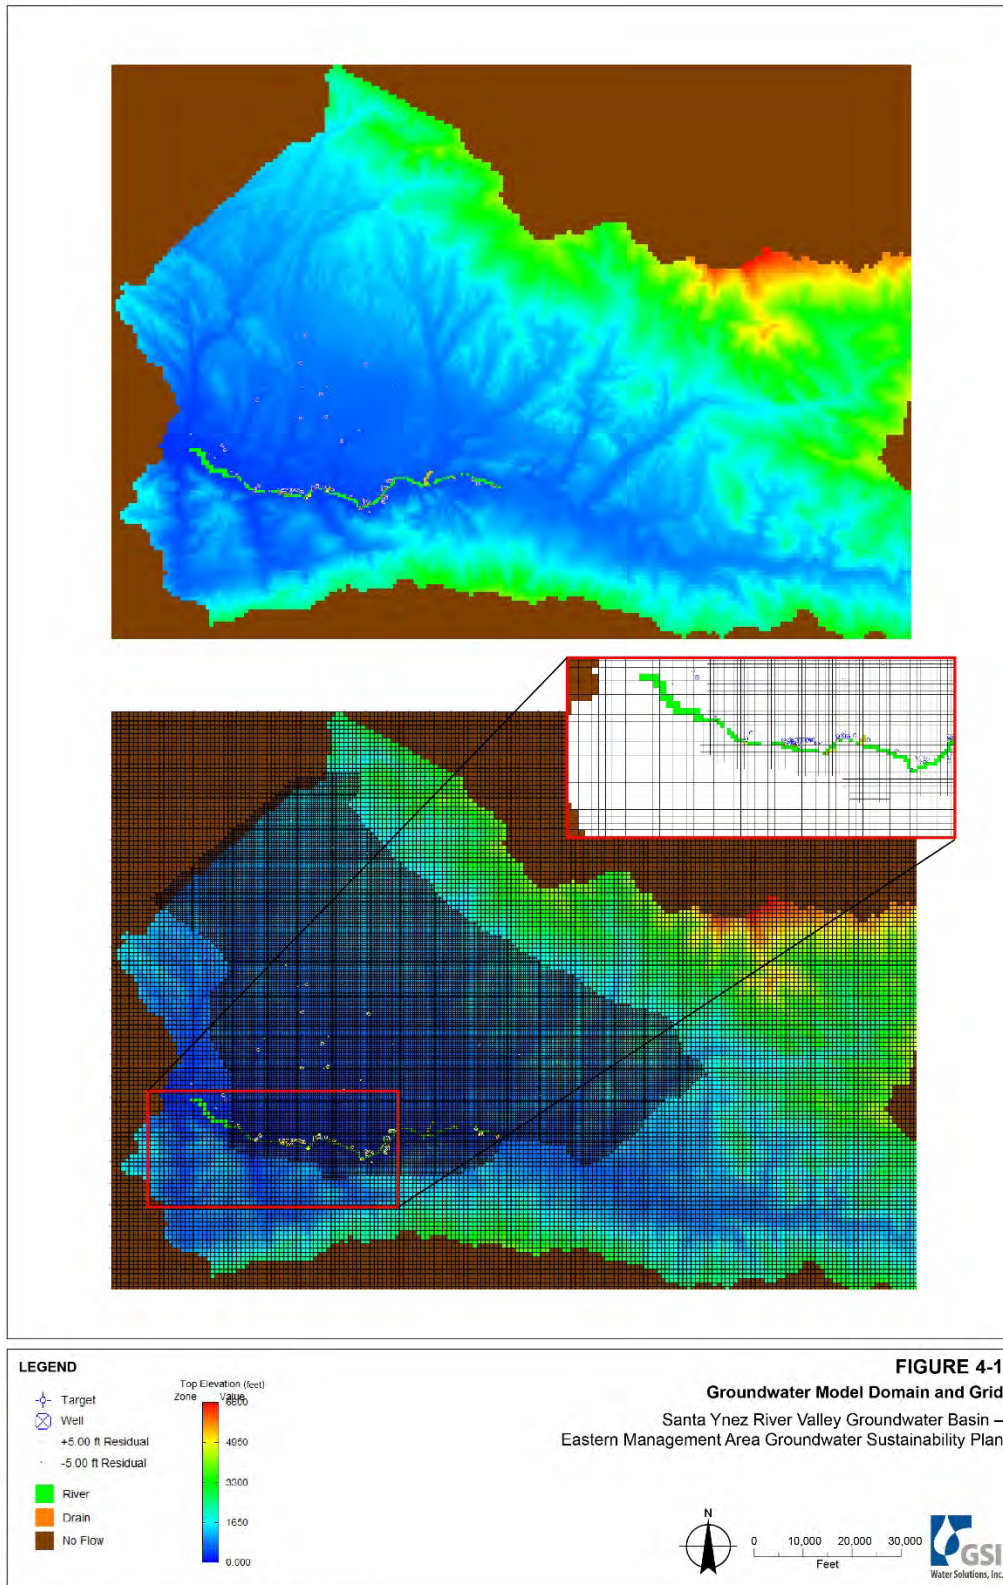 LEGEND
Target
Well
+5.00 ft Residual
-5.00 ft Residual
River
Drain
No Flow
Top Elevation (feet)
Zone Value
6600
4950
3300
1650
0.000
FIGURE 4-1
Groundwater Model Domain and Grid
Santa Ynez River Valley Groundwater Basin –
Eastern Management Area Groundwater Sustainability Plan
N
0 10,000 20,000 30,000
Feet
GSI
Water Solutions, Inc.